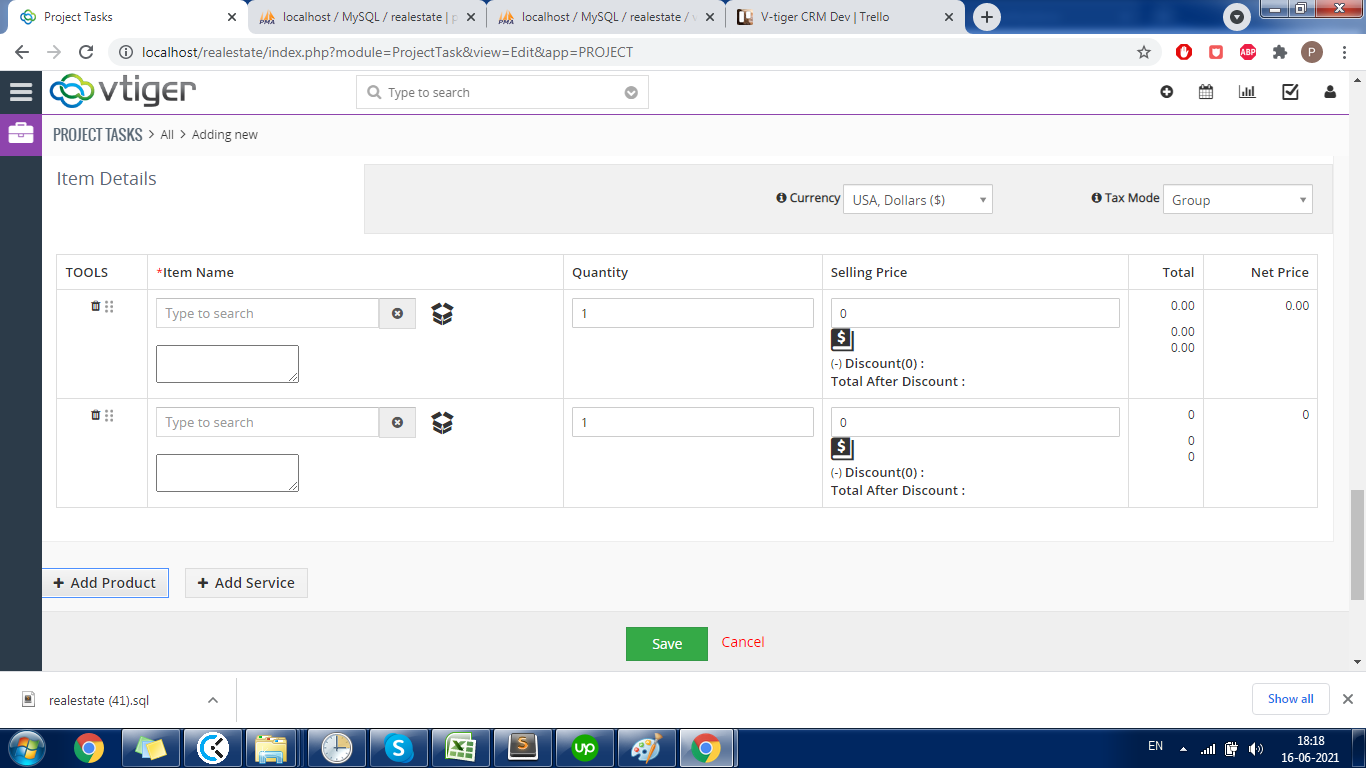 Project Tasks
localhost / MySQL / realestate | p
localhost / MySQL / realestate / v
V-tiger CRM Dev | Trello
localhost/realestate/index.php?module=ProjectTask&view=Edit&app=PROJECT
ABP
P
vtiger
Type to search
PROJECT TASKS > All > Adding new
Item Details
Currency USA, Dollars ($)
Tax Mode Group
TOOLS *Item Name Quantity Selling Price Total Net Price
Type to search 1 0 0.00 0.00
$ 0.00
0.00
(-) Discount(0) :
Total After Discount :
Type to search 1 0 0 0
$ 0
0
(-) Discount(0) :
Total After Discount :
+ Add Product + Add Service
Save Cancel
realestate (41).sql
Show all
EN
18:18
16-06-2021